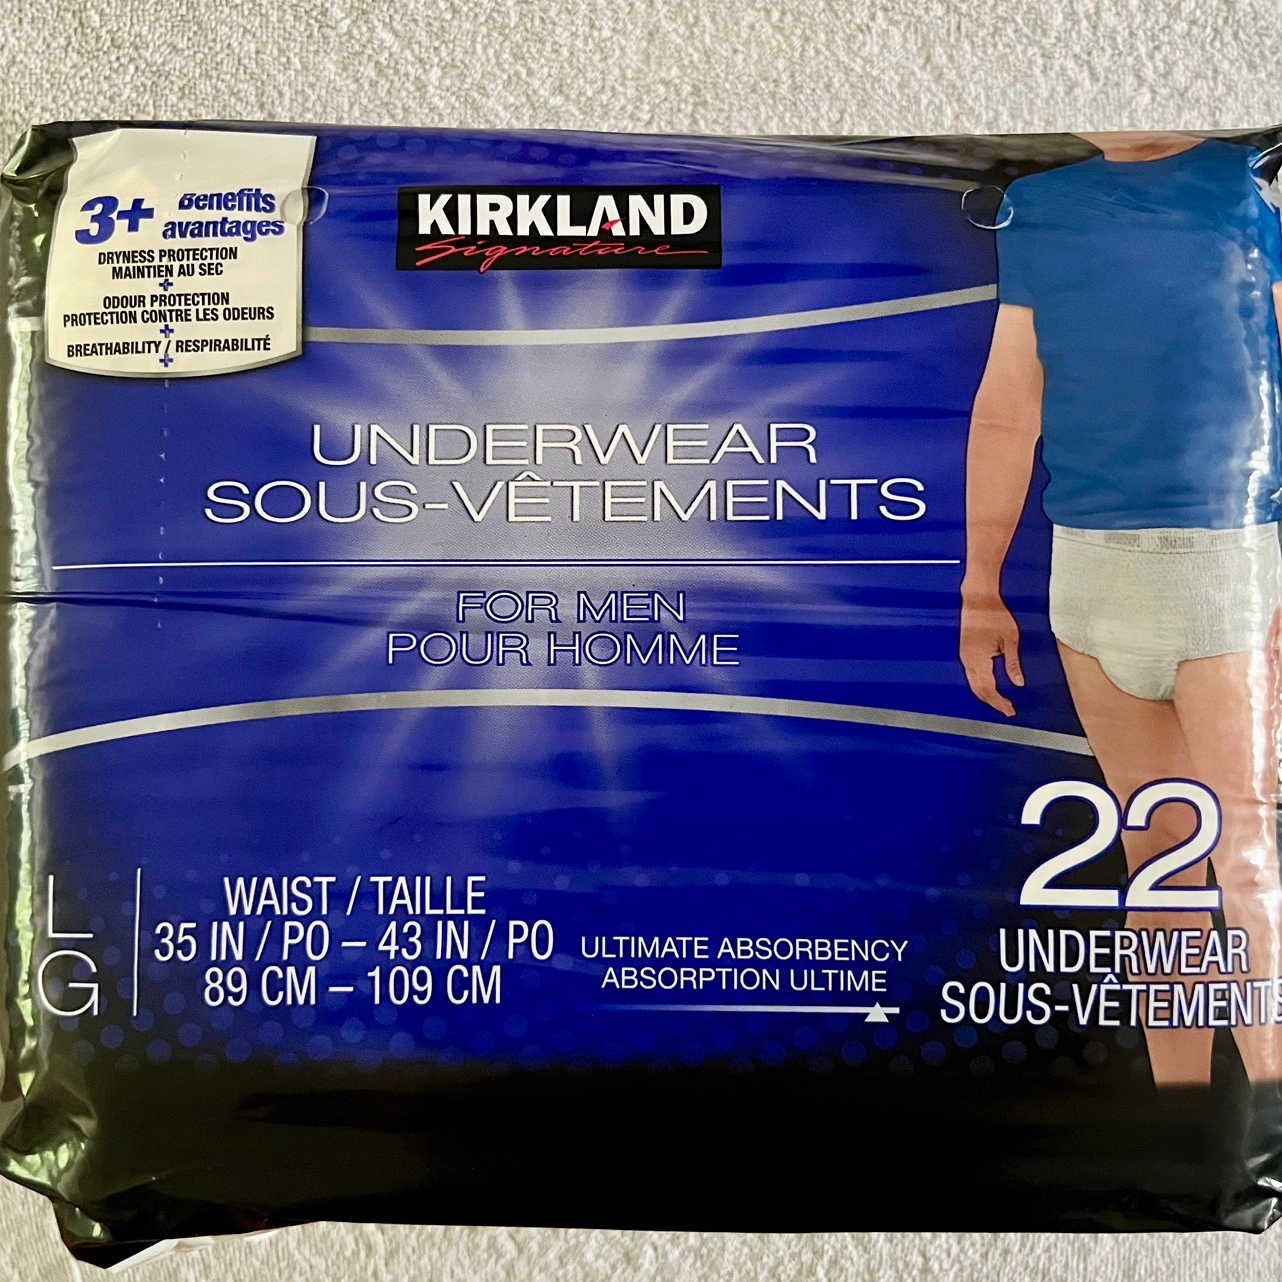 3+ Benefits
avantages
DRYNESS PROTECTION
MAINTIEN AU SEC
+
ODOUR PROTECTION
PROTECTION CONTRE LES ODEURS
+
BREATHABILITY / RESPIRABILITÉ
+
KIRKLAND
Signature
UNDERWEAR
SOUS-VÊTEMENTS
FOR MEN
POUR HOMME
L
G
WAIST / TAILLE
35 IN / PO – 43 IN / PO
89 CM – 109 CM
ULTIMATE ABSORBENCY
ABSORPTION ULTIME
22
UNDERWEAR
SOUS-VÊTEMENTS